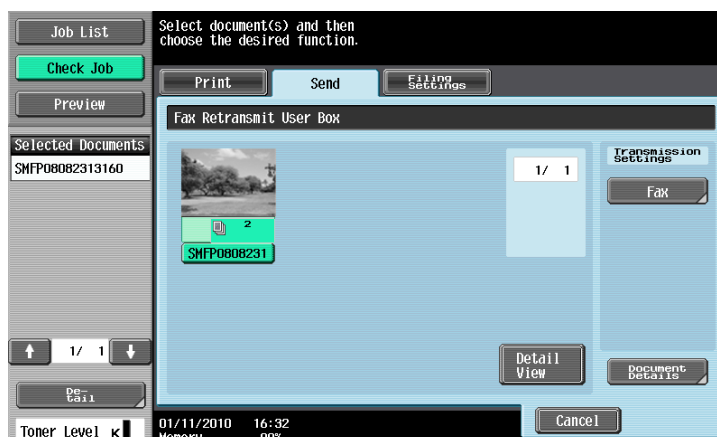 Job List
Check Job
Preview
Selected Documents
SMFP08082313160
1/ 1
De-
tail
Toner Level K
Select document(s) and then
choose the desired function.
Print
Send
Filing
Settings
Fax Retransmit User Box
2
SMFP0808231
1/ 1
Detail
View
Transmission
Settings
Fax
Document
Details
01/11/2010 16:32
Memory
Cancel